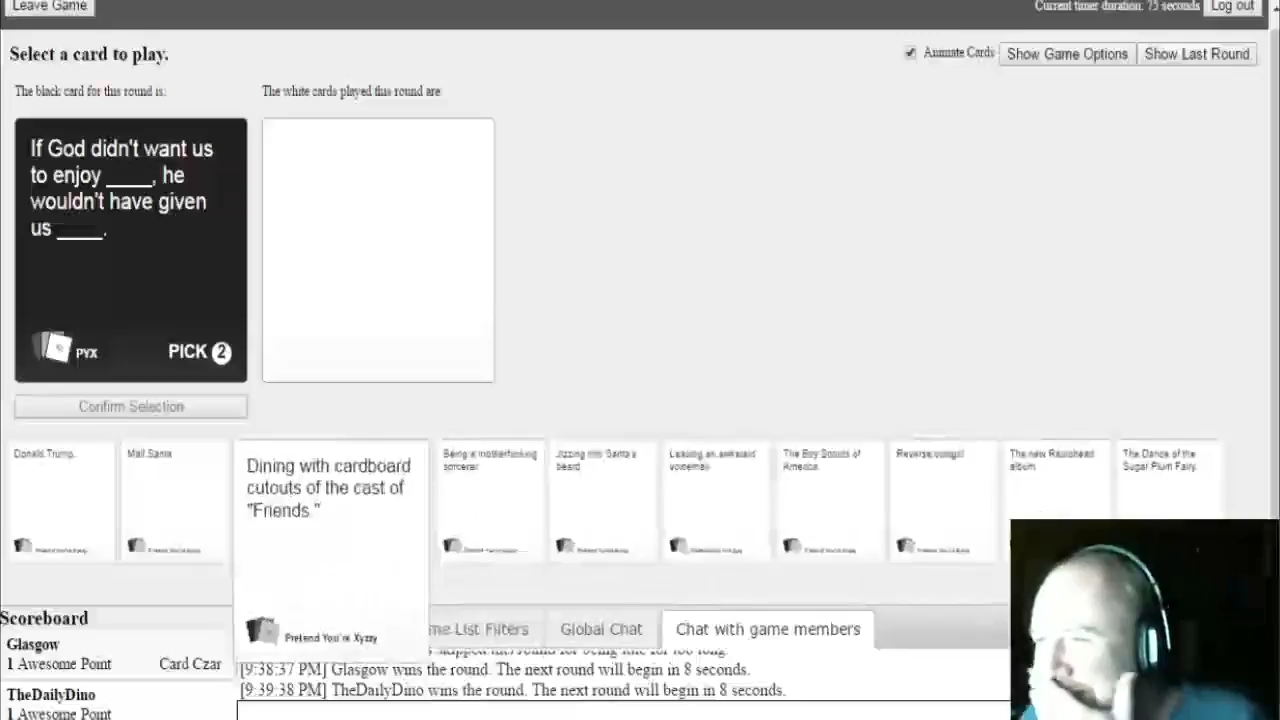 Leave Game
Current timer duration: 75 seconds
Log out
Select a card to play.
Animate Cards
Show Game Options
Show Last Round
The black card for this round is:
The white cards played this round are
If God didn't want us
to enjoy ____, he
wouldn't have given
us ____.
PYX
PICK 2
Confirm Selection
Donald Trump.
Mall Santa
Dining with cardboard
cutouts of the cast of
"Friends."
Pretend You're Xyzzy
Being a motherfucking
sorcerer
Jizzing into Santa's
beard
Leaving an awkward
voicemail
The Boy Scouts of
America.
Reverse cowgirl
The new Radiohead
album
The Dance of the
Sugar Plum Fairy.
Scoreboard
Glasgow
1 Awesome Point
Card Czar
TheDailyDino
1 Awesome Point
me List Filters
Global Chat
Chat with game members
[9:38:37 PM] Glasgow wins the round. The next round will begin in 8 seconds.
[9:39:38 PM] TheDailyDino wins the round. The next round will begin in 8 seconds.